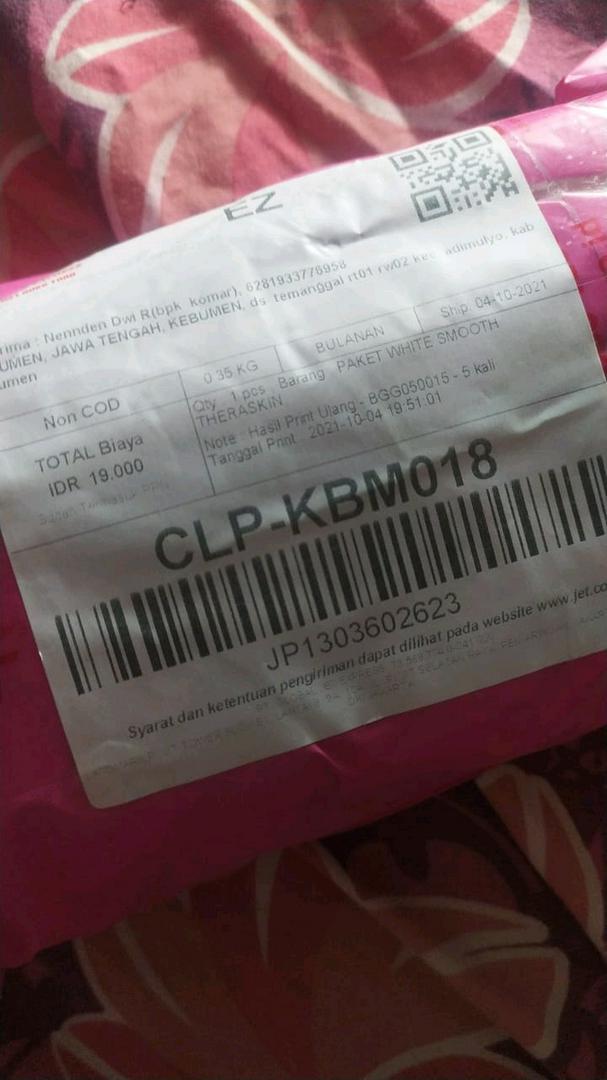 EZ
rima : Nennden Dwi R(bpk komar), 6281933776958
UMEN, JAWA TENGAH, KEBUMEN, ds temanggal rt01 rw02 kec adimulyo, kab
umen
Non COD
0.35 KG
BULANAN
Ship: 04-10-2021
TOTAL Biaya
IDR 19.000
Qty : 1 pcs Barang : PAKET WHITE SMOOTH
THERASKIN
Note : Hasil Print Ulang - BGG050015 - 5 kali
Tanggal Print : 2021-10-04 19:51:01
CLP-KBM018
JP1303602623
Syarat dan ketentuan pengiriman dapat dilihat pada website www.jet.co